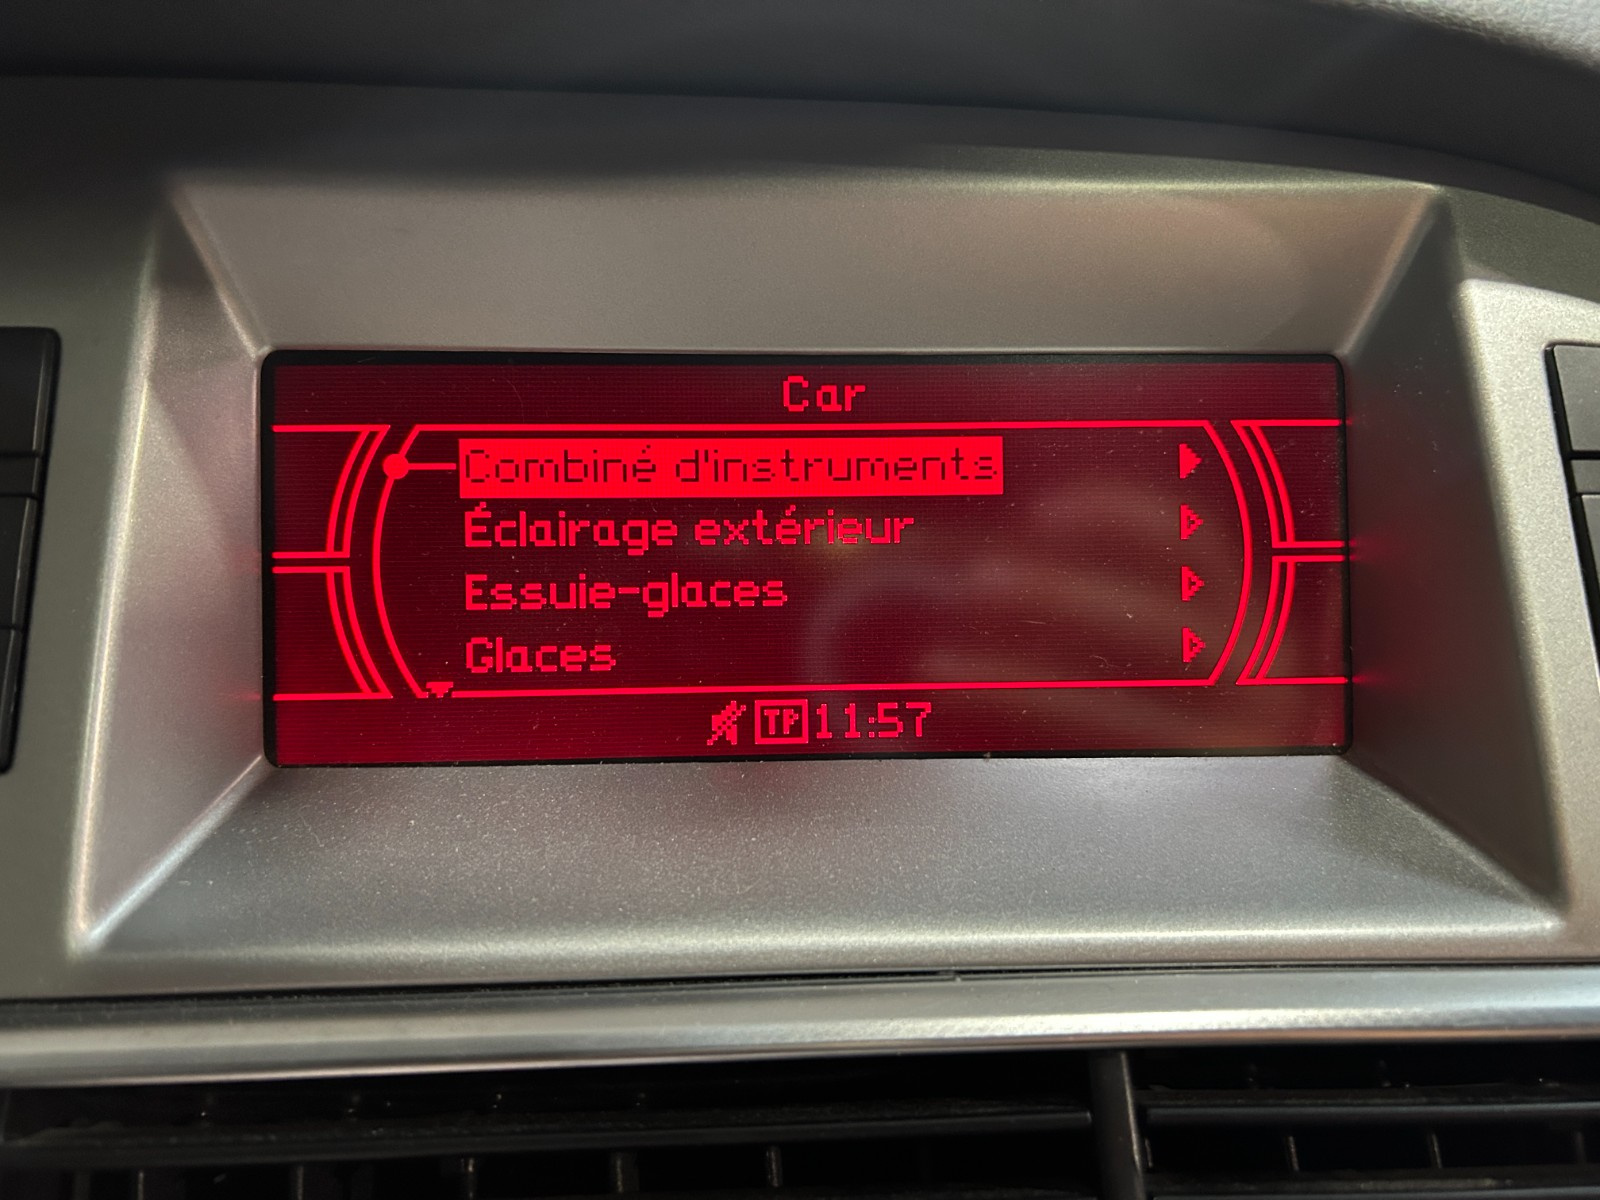 Car
Combiné d'instruments
Éclairage extérieur
Essuie-glaces
Glaces
TP 11:57